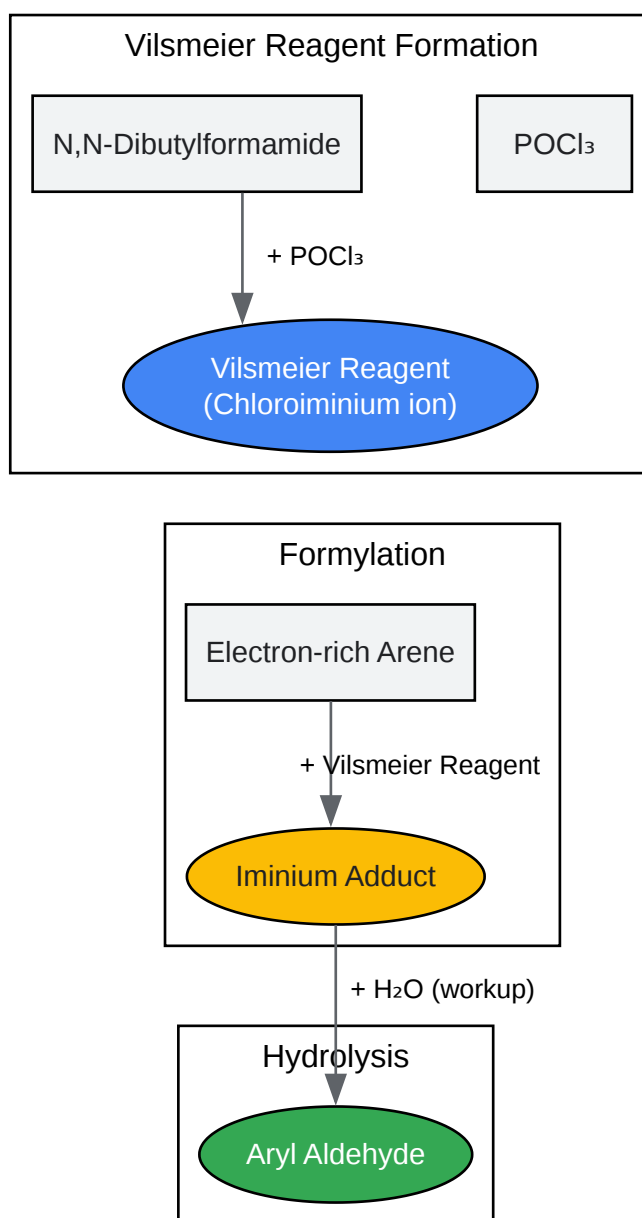 Vilsmeier Reagent Formation
N,N-Dibutylformamide
POCl₃
+ POCl₃
Vilsmeier Reagent
(Chloroiminium ion)
Formylation
Electron-rich Arene
+ Vilsmeier Reagent
Iminium Adduct
+ H₂O (workup)
Hydrolysis
Aryl Aldehyde